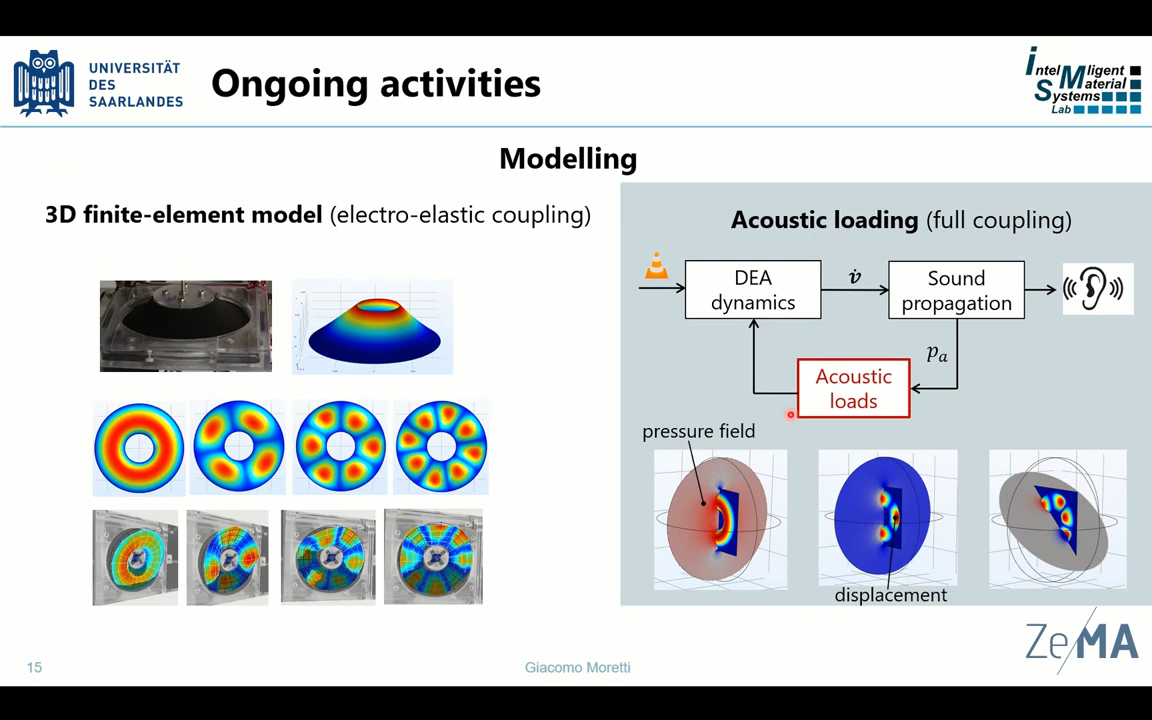 UNIVERSITÄT
DES
SAARLANDES
Ongoing activities
intelligent
Material
Systems
Lab
Modelling
3D finite-element model (electro-elastic coupling)
Acoustic loading (full coupling)
DEA
dynamics
v̇
Sound
propagation
pₐ
Acoustic
loads
pressure field
displacement
ZeMA
15
Giacomo Moretti